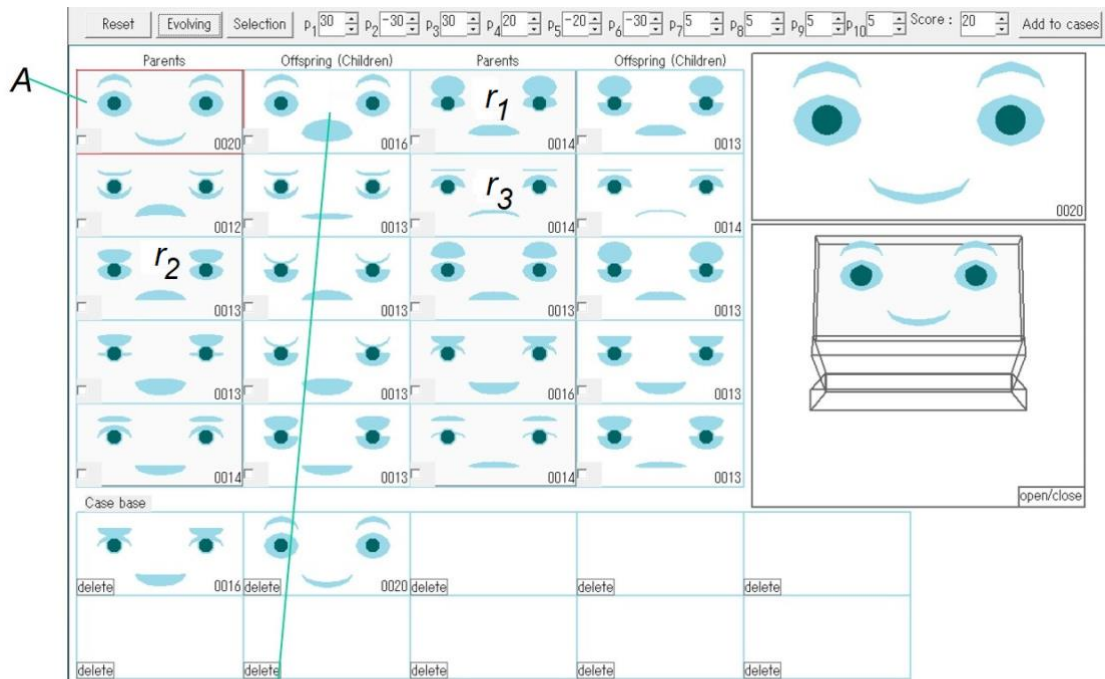 Reset Evolving Selection p1 30 p2 -30 p3 30 p4 20 p5 -20 p6 -30 p7 5 p8 5 p9 5 p10 5 Score : 20 Add to cases
Parents Offspring (Children) Parents Offspring (Children)
A r1
0020 0016 0014 0013
r3
0012 0013 0014 0014
0020
r2
0013 0013 0013 0013
0013 0013 0016 0013
0014 0013 0013 0013
open/close
Case base
delete 0016 delete 0020 delete delete delete
delete delete delete delete delete